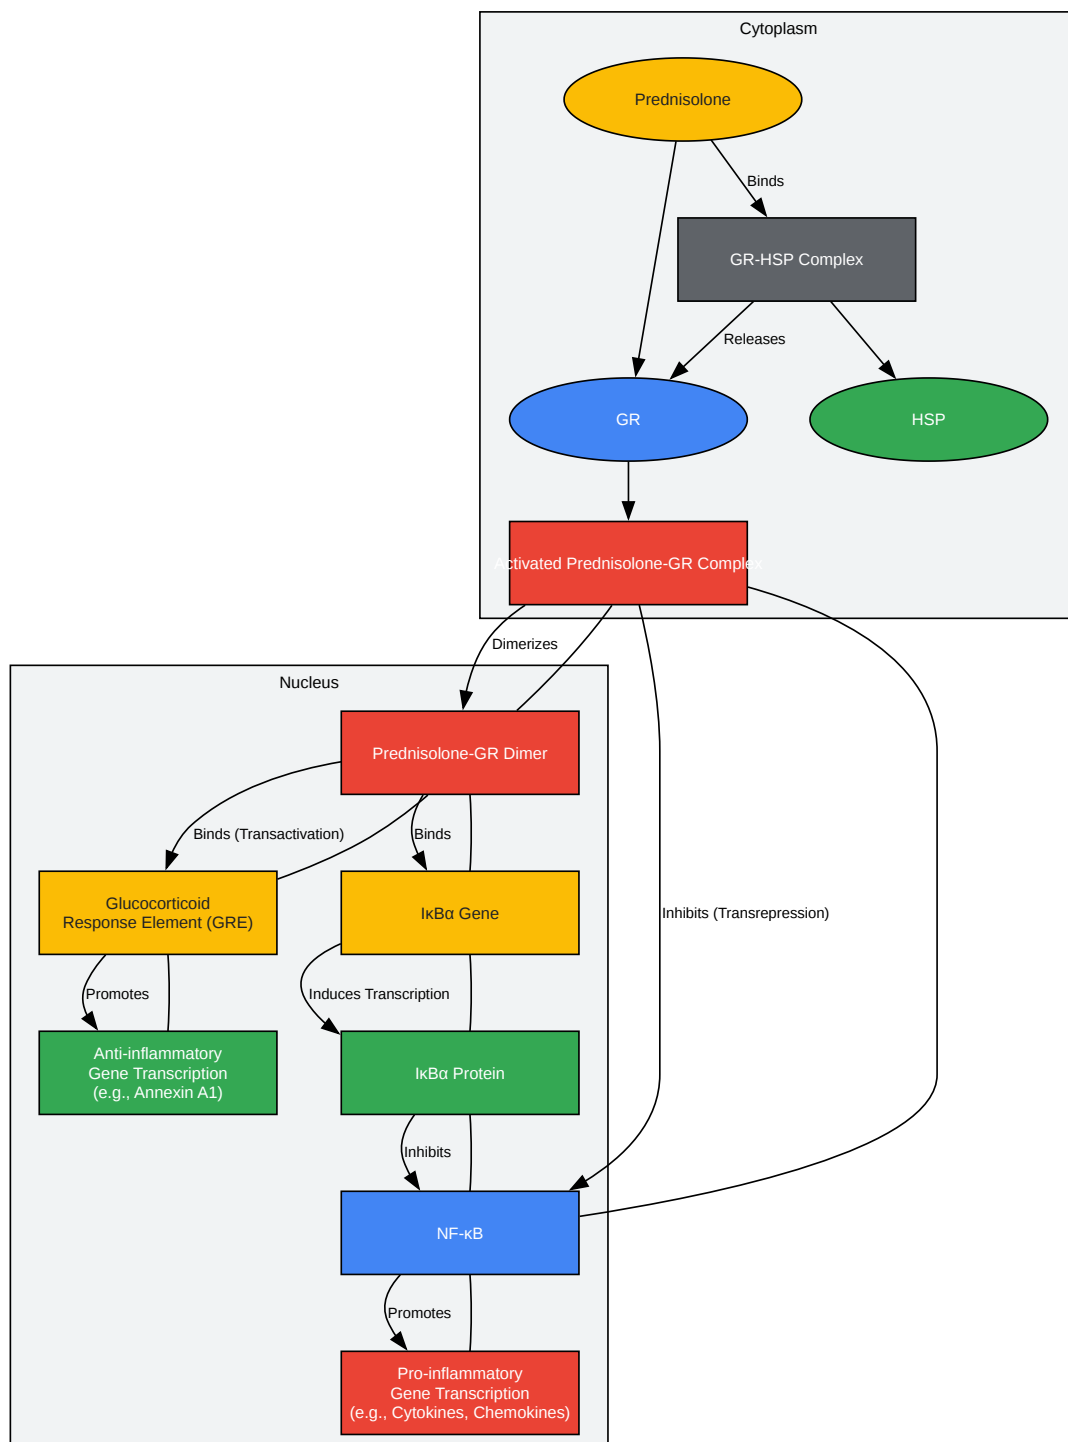 Cytoplasm
Prednisolone
Binds
GR-HSP Complex
Releases
GR
HSP
Activated Prednisolone-GR Complex
Dimerizes
Nucleus
Prednisolone-GR Dimer
Binds (Transactivation)
Binds
Glucocorticoid
Response Element (GRE)
IκBα Gene
Inhibits (Transrepression)
Promotes
Induces Transcription
Anti-inflammatory
Gene Transcription
(e.g., Annexin A1)
IκBα Protein
Inhibits
NF-κB
Promotes
Pro-inflammatory
Gene Transcription
(e.g., Cytokines, Chemokines)